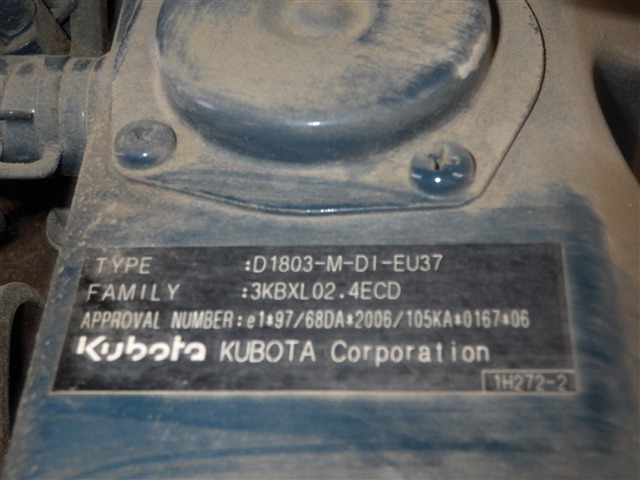 TYPE :D1803-M-DI-EU37
FAMILY :3KBXL02.4ECD
APPROVAL NUMBER:e1*97/68DA*2006/105KA*0167*06
Kubota KUBOTA Corporation
1H272-2